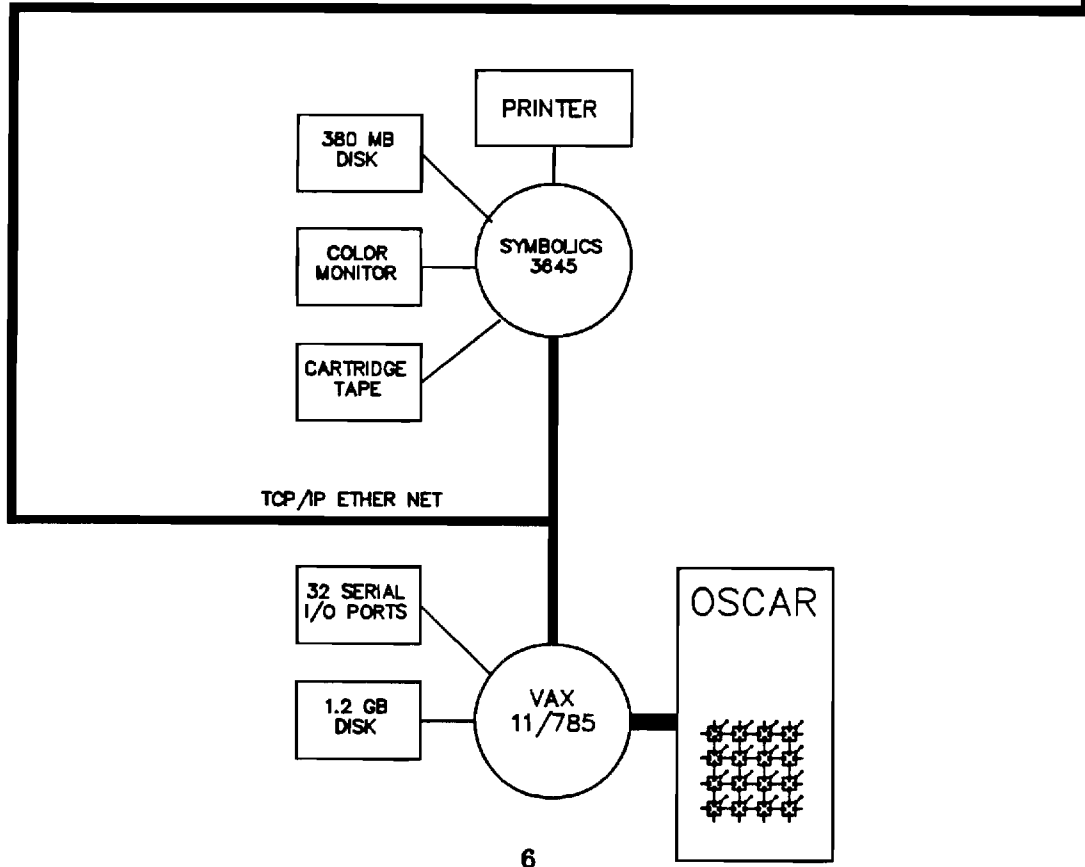 PRINTER
380 MB
DISK
SYMBOLICS
3645
COLOR
MONITOR
CARTRIDGE
TAPE
TCP/IP ETHER NET
32 SERIAL
I/O PORTS
OSCAR
VAX
11/785
1.2 GB
DISK
6